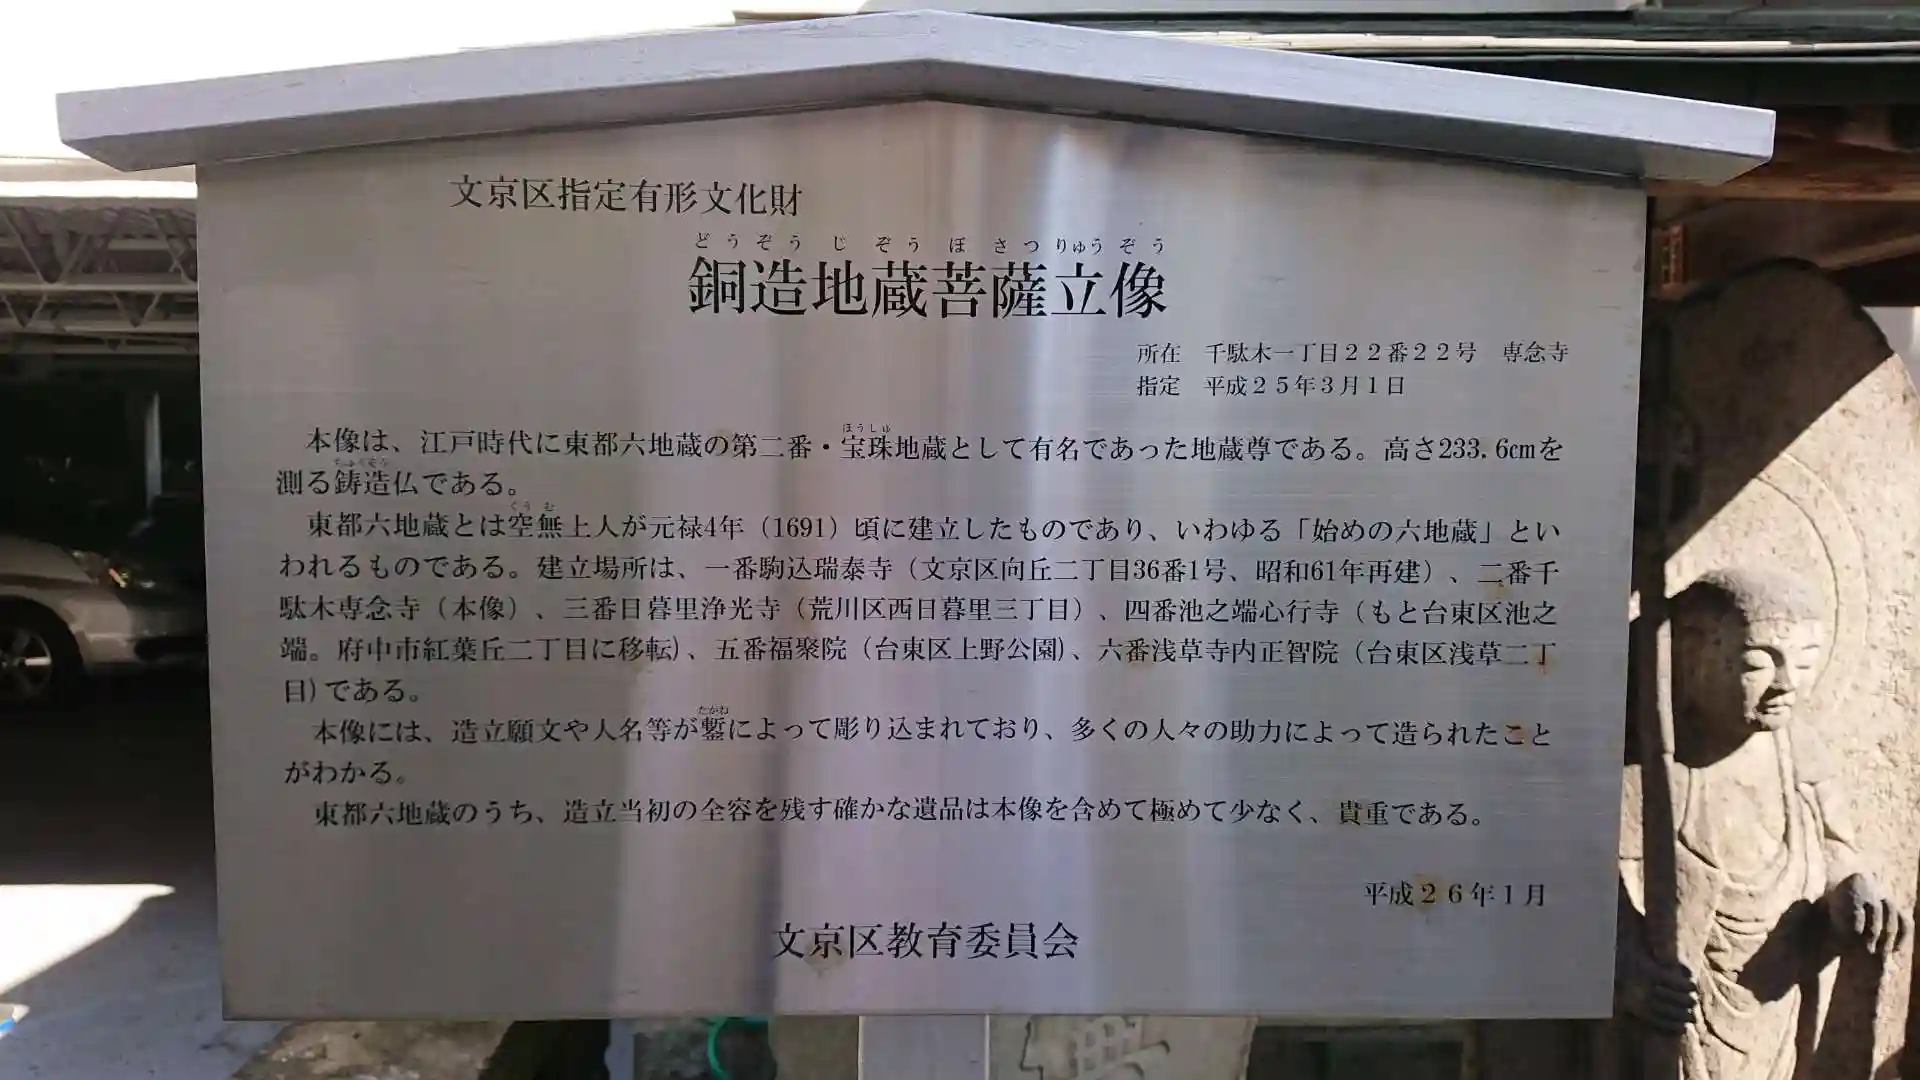 文京区指定有形文化財
どうぞうじぞうぼさつりゅうぞう
銅造地蔵菩薩立像
所在 千駄木一丁目22番22号 専念寺
指定 平成25年3月1日
ほうしゅ
本像は、江戸時代に東都六地蔵の第二番・宝珠地蔵として有名であった地蔵尊である。高さ233.6cmを
ちゅうぞう
測る鋳造仏である。
くうむ
東都六地蔵とは空無上人が元禄4年(1691)頃に建立したものであり、いわゆる「始めの六地蔵」とい
われるものである。建立場所は、一番駒込瑞泰寺(文京区向丘二丁目36番1号、昭和61年再建)、二番千
駄木専念寺(本像)、三番日暮里浄光寺(荒川区西日暮里三丁目)、四番池之端心行寺(もと台東区池之
端。府中市紅葉丘二丁目に移転)、五番福聚院(台東区上野公園)、六番浅草寺内正智院(台東区浅草二丁
目)である。
たがね
本像には、造立願文や人名等が鏨によって彫り込まれており、多くの人々の助力によって造られたこと
がわかる。
東都六地蔵のうち、造立当初の全容を残す確かな遺品は本像を含めて極めて少なく、貴重である。
平成26年1月
文京区教育委員会